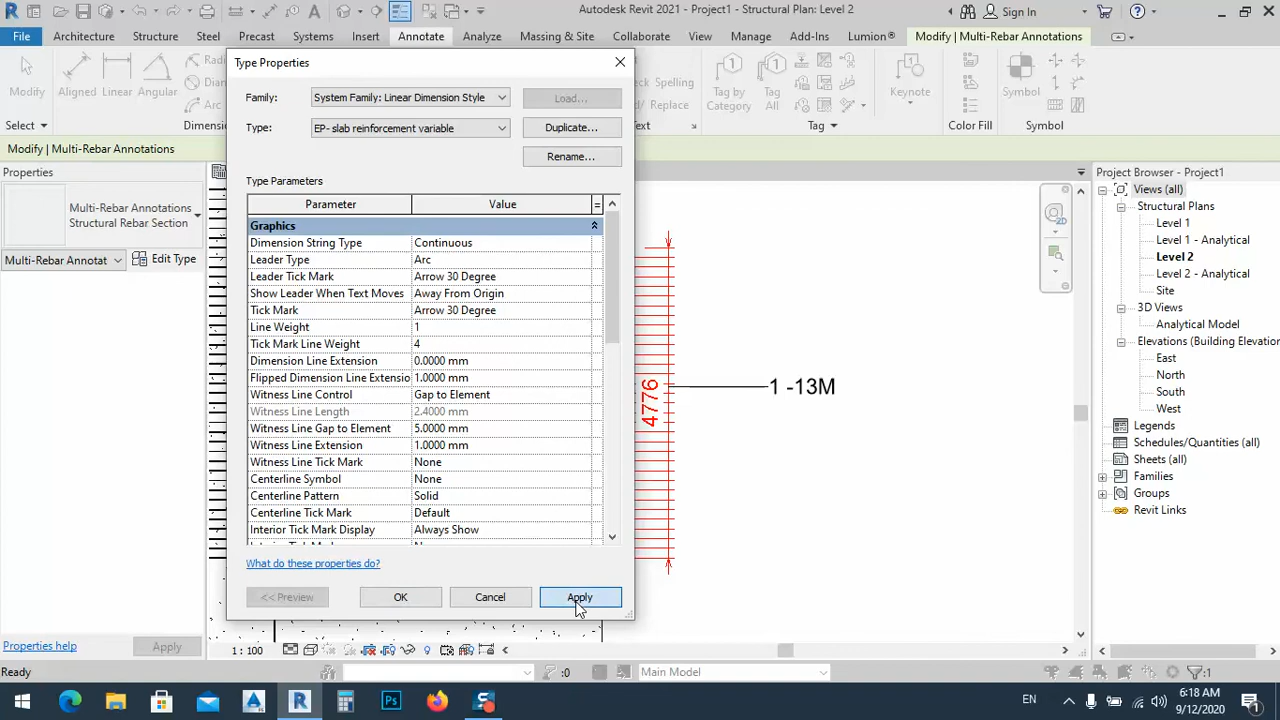 Autodesk Revit 2021 - Project1 - Structural Plan: Level 2
Sign In
File Architecture Structure Steel Precast Systems Insert Annotate Analyze Massing & Site Collaborate View Manage Add-Ins Lumion® Modify | Multi-Rebar Annotations
Modify
Aligned
Linear
Angular
Select
Type Properties
Family: System Family: Linear Dimension Style Load...
Type: EP- slab reinforcement variable Duplicate...
Rename...
Type Parameters
Parameter Value =
Graphics
Dimension String Type Continuous
Leader Type Arc
Leader Tick Mark Arrow 30 Degree
Show Leader When Text Moves Away From Origin
Tick Mark Arrow 30 Degree
Line Weight 1
Tick Mark Line Weight 4
Dimension Line Extension 0.0000 mm
Flipped Dimension Line Extensio 1.0000 mm
Witness Line Control Gap to Element
Witness Line Length 2.4000 mm
Witness Line Gap to Element 5.0000 mm
Witness Line Extension 1.0000 mm
Witness Line Tick Mark None
Centerline Symbol None
Centerline Pattern Solid
Centerline Tick Mark Default
Interior Tick Mark Display Always Show
What do these properties do?
<< Preview OK Cancel Apply
Spelling
Replace
Tag by Category
Tag All
Keynote
Symbol
Tag
Color Fill
Symbol
Modify | Multi-Rebar Annotations
Properties
Multi-Rebar Annotations
Structural Rebar Section
Multi-Rebar Annotat Edit Type
Properties help Apply
4776
1 -13M
2D
Project Browser - Project1
Views (all)
Structural Plans
Level 1
Level 1 - Analytical
Level 2
Level 2 - Analytical
Site
3D Views
Analytical Model
Elevations (Building Elevation
East
North
South
West
Legends
Schedules/Quantities (all)
Sheets (all)
Families
Groups
Revit Links
1 : 100
Ready
:0
Main Model
:1
EN
6:18 AM
9/12/2020